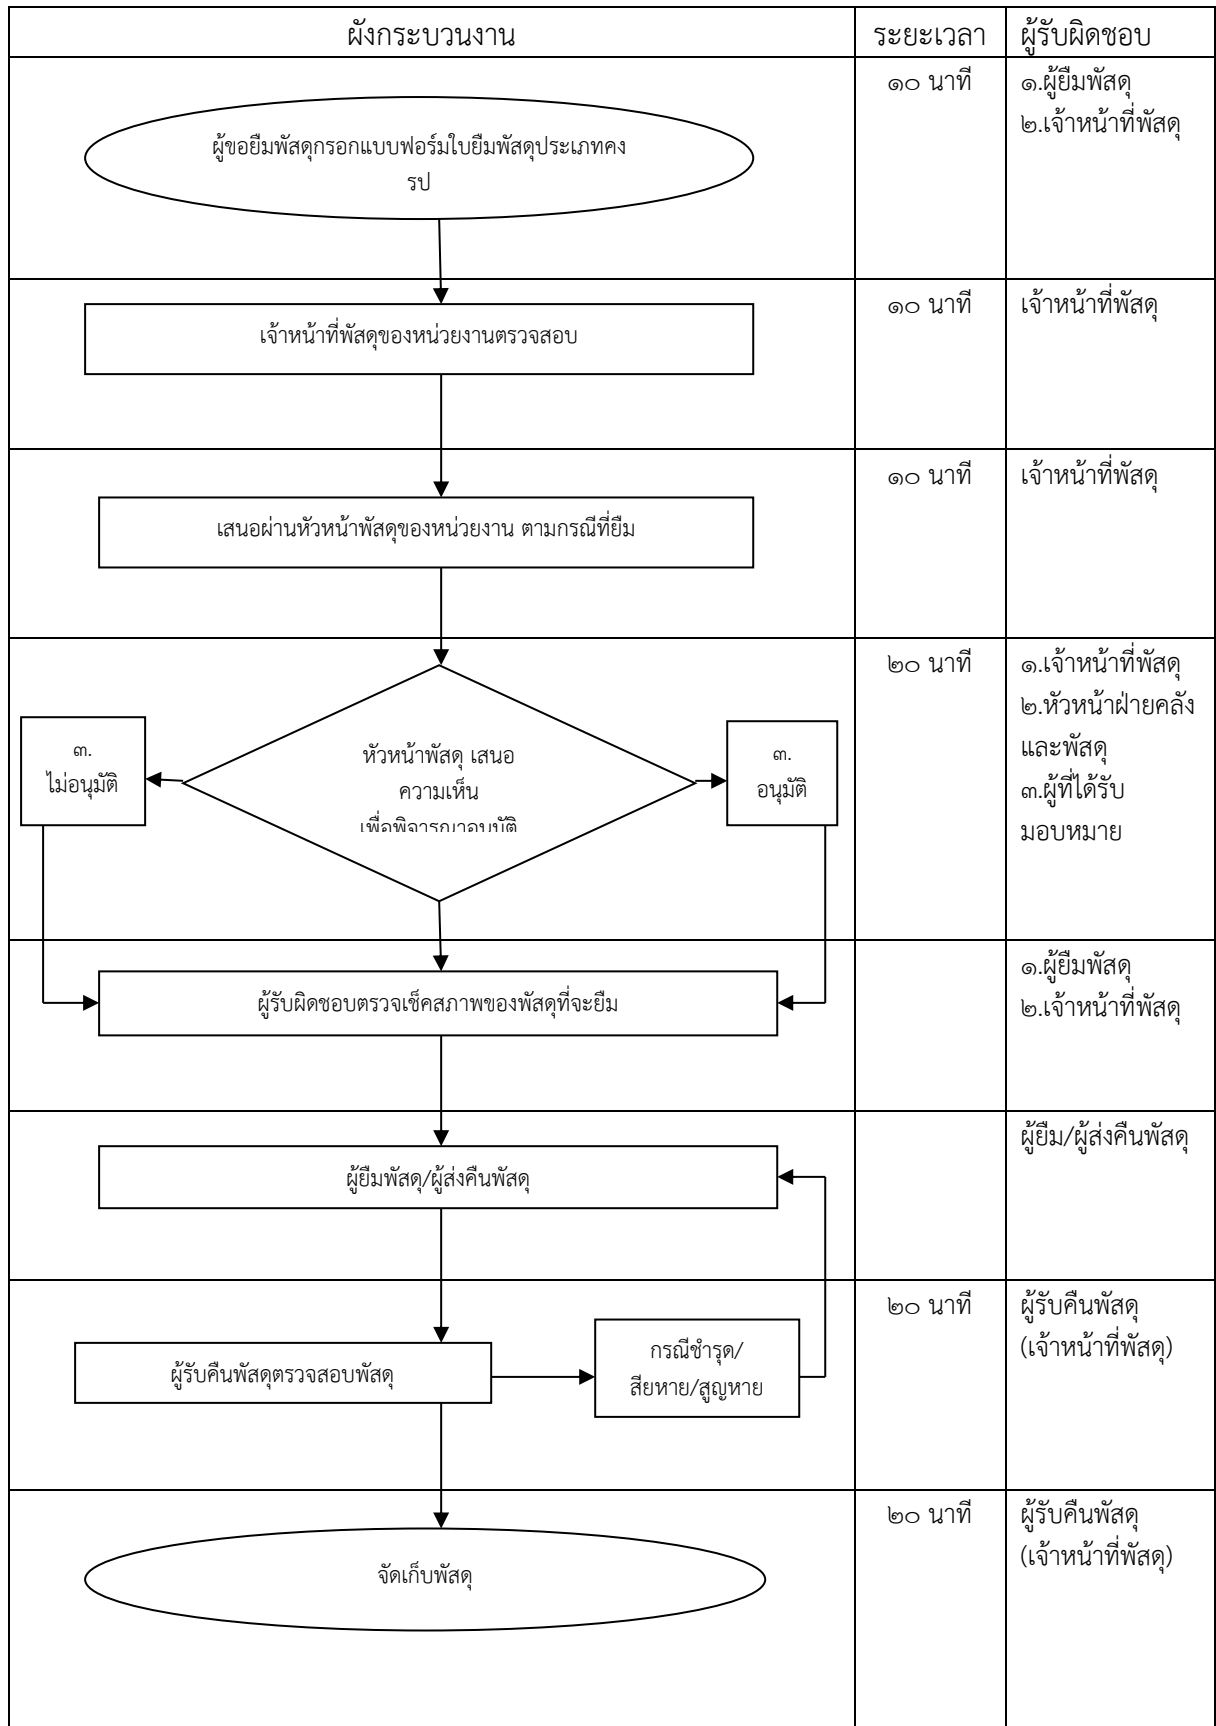 ผังกระบวนงาน ระยะเวลา ผู้รับผิดชอบ
ผู้ขอยืมพัสดุกรอกแบบฟอร์มใบยืมพัสดุประเภทคง
รูป
๑๐ นาที
๑.ผู้ยืมพัสดุ
๒.เจ้าหน้าที่พัสดุ
เจ้าหน้าที่พัสดุของหน่วยงานตรวจสอบ
๑๐ นาที
เจ้าหน้าที่พัสดุ
เสนอผ่านหัวหน้าพัสดุของหน่วยงาน ตามกรณีที่ยืม
๑๐ นาที
เจ้าหน้าที่พัสดุ
๓.
ไม่อนุมัติ
หัวหน้าพัสดุ เสนอ
ความเห็น
เพื่อพิจารณาอนุมัติ
๓.
อนุมัติ
๒๐ นาที
๑.เจ้าหน้าที่พัสดุ
๒.หัวหน้าฝ่ายคลัง
และพัสดุ
๓.ผู้ที่ได้รับ
มอบหมาย
ผู้รับผิดชอบตรวจเช็คสภาพของพัสดุที่จะยืม
๑.ผู้ยืมพัสดุ
๒.เจ้าหน้าที่พัสดุ
ผู้ยืมพัสดุ/ผู้ส่งคืนพัสดุ
ผู้ยืม/ผู้ส่งคืนพัสดุ
ผู้รับคืนพัสดุตรวจสอบพัสดุ
กรณีชำรุด/
สียหาย/สูญหาย
๒๐ นาที
ผู้รับคืนพัสดุ
(เจ้าหน้าที่พัสดุ)
จัดเก็บพัสดุ
๒๐ นาที
ผู้รับคืนพัสดุ
(เจ้าหน้าที่พัสดุ)